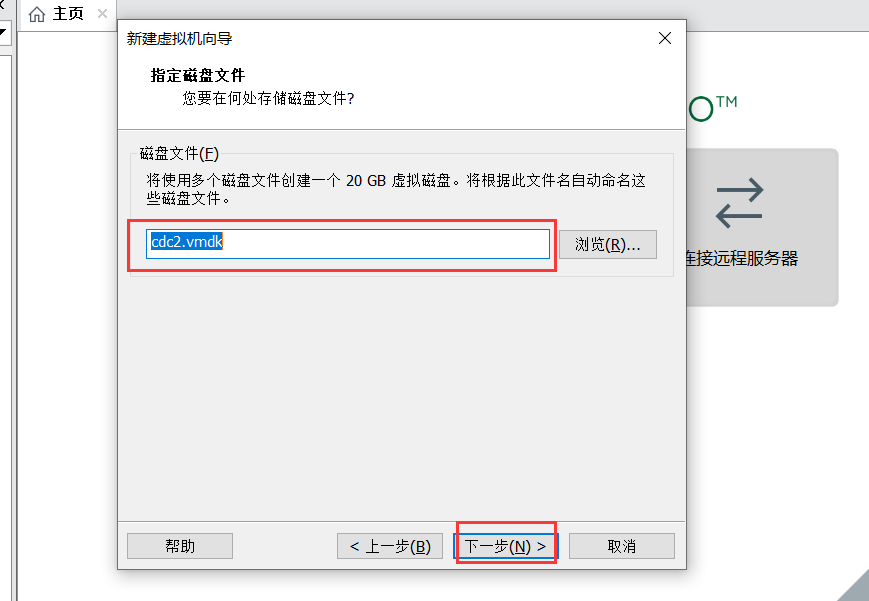 主页
新建虚拟机向导
指定磁盘文件
您要在何处存储磁盘文件?
O™
磁盘文件(F)
将使用多个磁盘文件创建一个 20 GB 虚拟磁盘。将根据此文件名自动命名这
些磁盘文件。
cdc2.vmdk
浏览(R)...
连接远程服务器
帮助
< 上一步(B)
下一步(N) >
取消